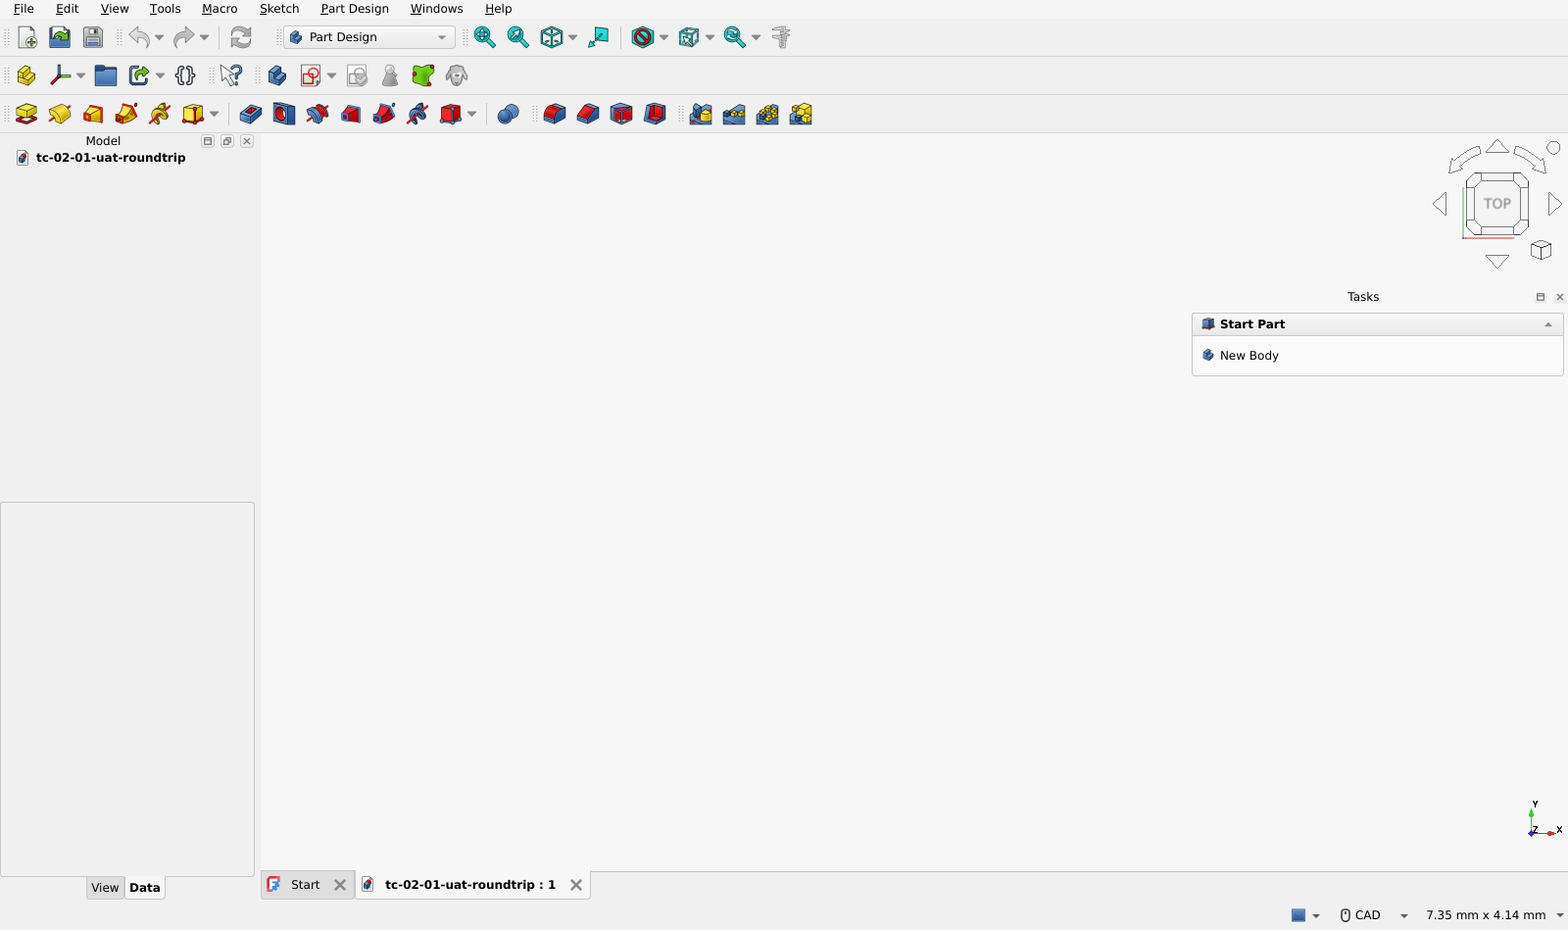 File Edit View Tools Macro Sketch Part Design Windows Help
Part Design
Model
tc-02-01-uat-roundtrip
TOP
Tasks
Start Part
New Body
Y
Z X
View Data
Start tc-02-01-uat-roundtrip : 1
CAD 7.35 mm x 4.14 mm